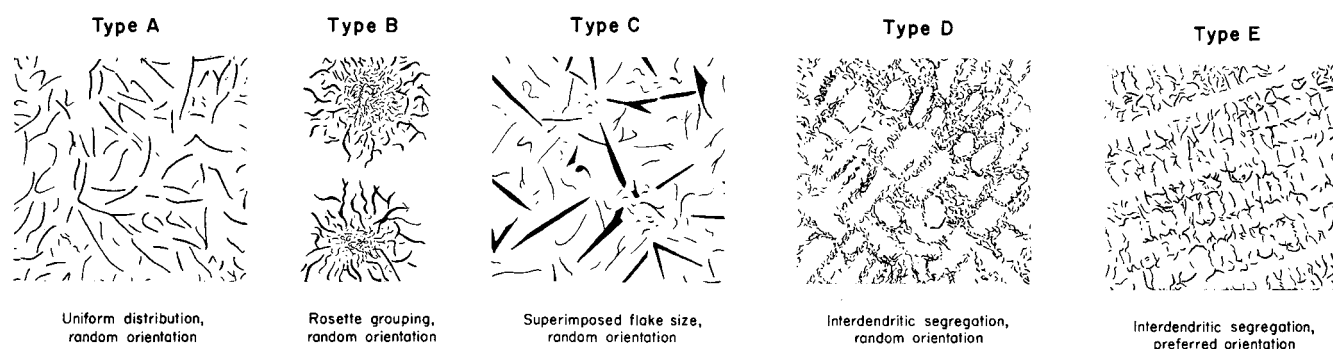 Type A
Type B
Type C
Type D
Type E
Uniform distribution,
random orientation
Rosette grouping,
random orientation
Superimposed flake size,
random orientation
Interdendritic segregation,
random orientation
Interdendritic segregation,
preferred orientation